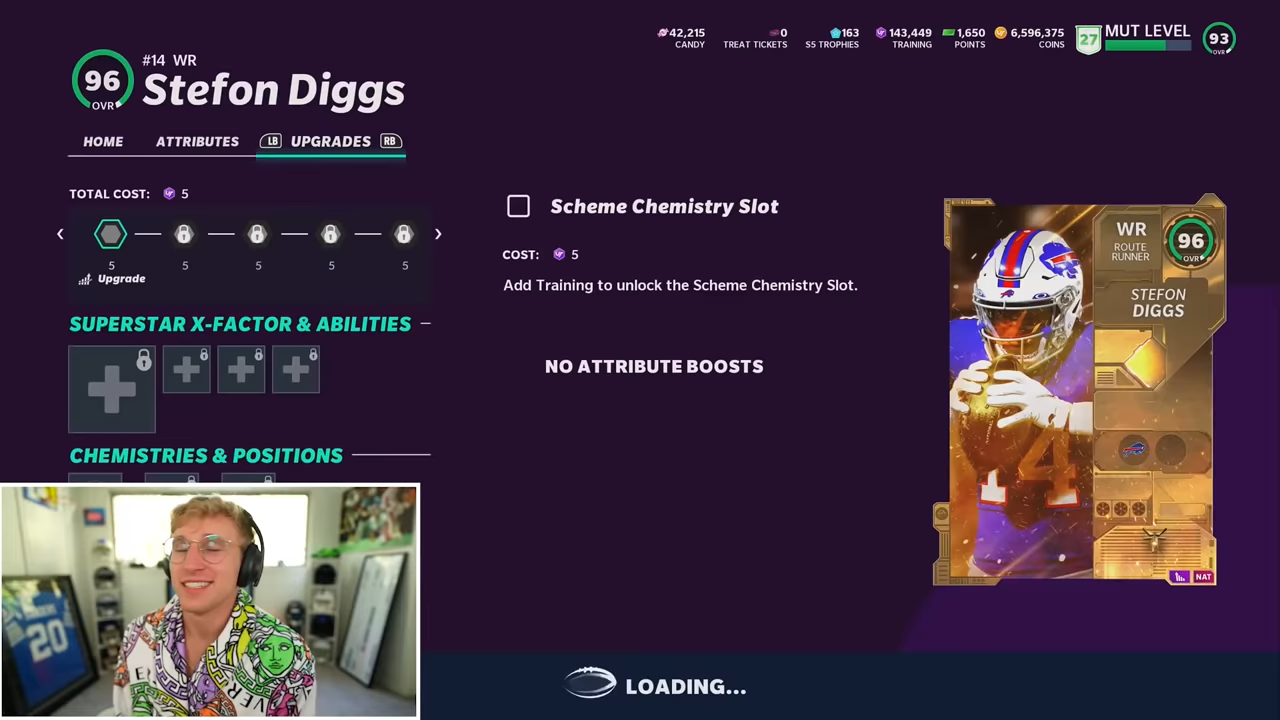 42,215
CANDY
0
TREAT TICKETS
163
S5 TROPHIES
143,449
TRAINING
1,650
POINTS
6,596,375
COINS
27
MUT LEVEL
93
OVR
96
OVR
#14 WR
Stefon Diggs
HOME
ATTRIBUTES
LB
UPGRADES
RB
TOTAL COST: 5
5
5
5
5
5
Upgrade
SUPERSTAR X-FACTOR & ABILITIES
CHEMISTRIES & POSITIONS
Scheme Chemistry Slot
COST: 5
Add Training to unlock the Scheme Chemistry Slot.
NO ATTRIBUTE BOOSTS
WR
ROUTE
RUNNER
96
OVR
STEFON
DIGGS
14
NAT
20
LOADING...